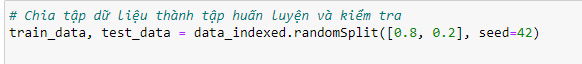 # Chia tập dữ liệu thành tập huấn luyện và kiểm tra
train_data, test_data = data_indexed.randomSplit([0.8, 0.2], seed=42)